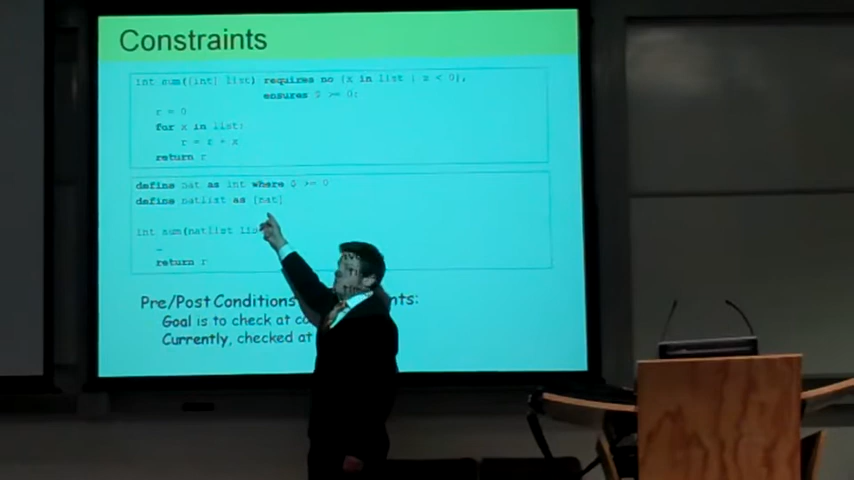 Constraints
int sum([int] list) requires no {x in list | x < 0},
ensures $ >= 0:
r = 0
for x in list:
r = r + x
return r
define nat as int where $ >= 0
define natlist as [nat]
int sum(natlist
return r
Pre/Post Conditions
Goal is to check at
Currently, checked at